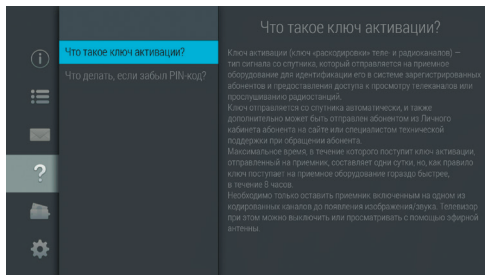 Что такое ключ активации?
Что делать, если забыл PIN-код?
Что такое ключ активации?
Ключ активации (ключ «раскодировки» теле- и радиоканалов) —
тип сигнала со спутника, который отправляется на приемное
оборудование для идентификации его в системе зарегистрированных
абонентов и предоставления доступа к просмотру телеканалов или
прослушиванию радиостанций.
Ключ отправляется со спутника автоматически, и также
дополнительно может быть отправлен абонентом из Личного
кабинета абонента на сайте или специалистом технической
поддержки при обращении абонента.
Максимальное время, в течение которого поступит ключ активации,
отправленный на приемник, составляет одни сутки, но, как правило
ключ поступает на приемное оборудование гораздо быстрее,
в течение 8 часов.
Необходимо только оставить приемник включенным на одном из
кодированных каналов до появления изображения/звука. Телевизор
при этом можно выключить или просматривать с помощью эфирной
антенны.